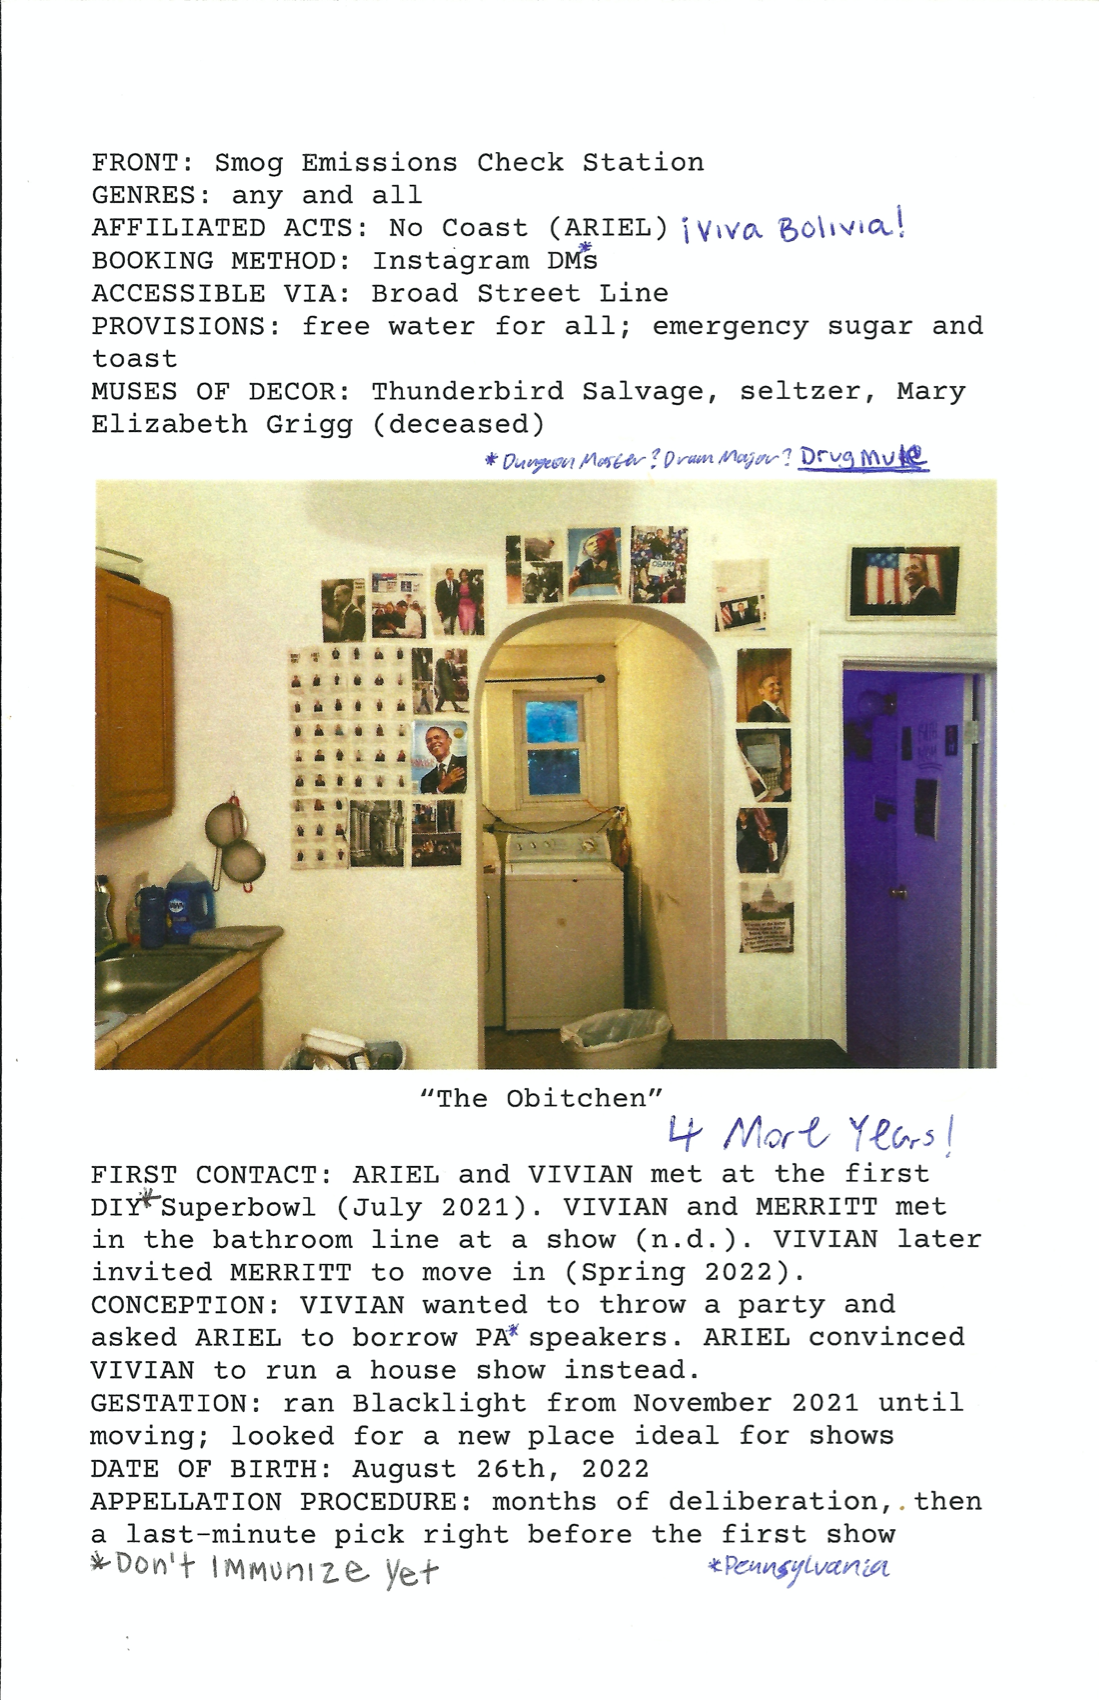 FRONT: Smog Emissions Check Station
GENRES: any and all
AFFILIATED ACTS: No Coast (ARIEL) ¡Viva Bolivia!
BOOKING METHOD: Instagram DM*s
ACCESSIBLE VIA: Broad Street Line
PROVISIONS: free water for all; emergency sugar and
toast
MUSES OF DECOR: Thunderbird Salvage, seltzer, Mary
Elizabeth Grigg (deceased)
*Dungeon Master? Drum Major? Drug Mule
OBAMA
"The Obitchen"
4 More Years!
FIRST CONTACT: ARIEL and VIVIAN met at the first
DIY* Superbowl (July 2021). VIVIAN and MERRITT met
in the bathroom line at a show (n.d.). VIVIAN later
invited MERRITT to move in (Spring 2022).
CONCEPTION: VIVIAN wanted to throw a party and
asked ARIEL to borrow PA* speakers. ARIEL convinced
VIVIAN to run a house show instead.
GESTATION: ran Blacklight from November 2021 until
moving; looked for a new place ideal for shows
DATE OF BIRTH: August 26th, 2022
APPELLATION PROCEDURE: months of deliberation, then
a last-minute pick right before the first show
*Don't Immunize Yet
*Pennsylvania